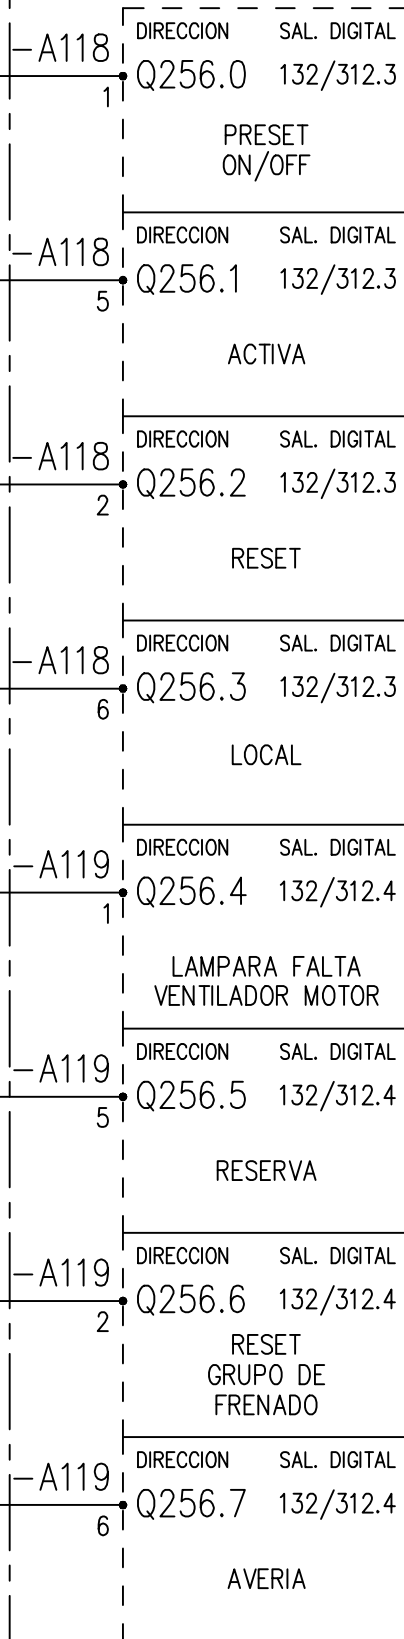 DIRECCION SAL. DIGITAL
-A118
Q256.0 132/312.3
1
PRESET
ON/OFF
DIRECCION SAL. DIGITAL
-A118
Q256.1 132/312.3
5
ACTIVA
DIRECCION SAL. DIGITAL
-A118
Q256.2 132/312.3
2
RESET
DIRECCION SAL. DIGITAL
-A118
Q256.3 132/312.3
6
LOCAL
DIRECCION SAL. DIGITAL
-A119
Q256.4 132/312.4
1
LAMPARA FALTA
VENTILADOR MOTOR
DIRECCION SAL. DIGITAL
-A119
Q256.5 132/312.4
5
RESERVA
DIRECCION SAL. DIGITAL
-A119
Q256.6 132/312.4
2
RESET
GRUPO DE
FRENADO
DIRECCION SAL. DIGITAL
-A119
Q256.7 132/312.4
6
AVERIA